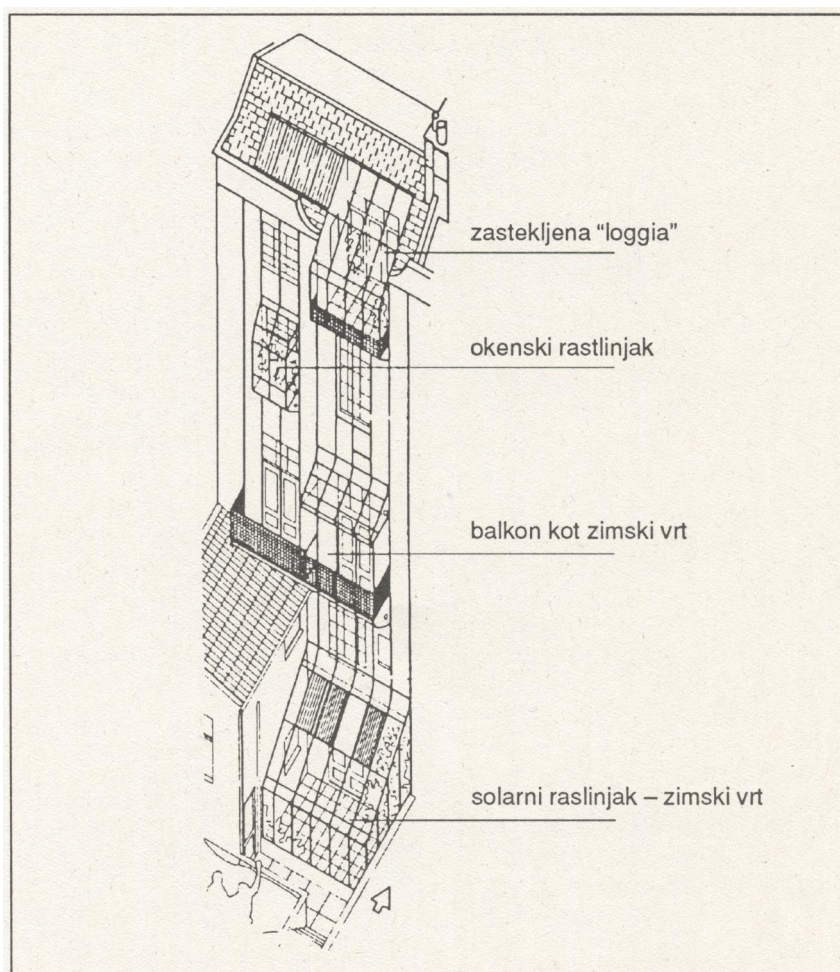 zastekljena “loggia”
okenski rastlinjak
balkon kot zimski vrt
solarni raslinjak – zimski vrt